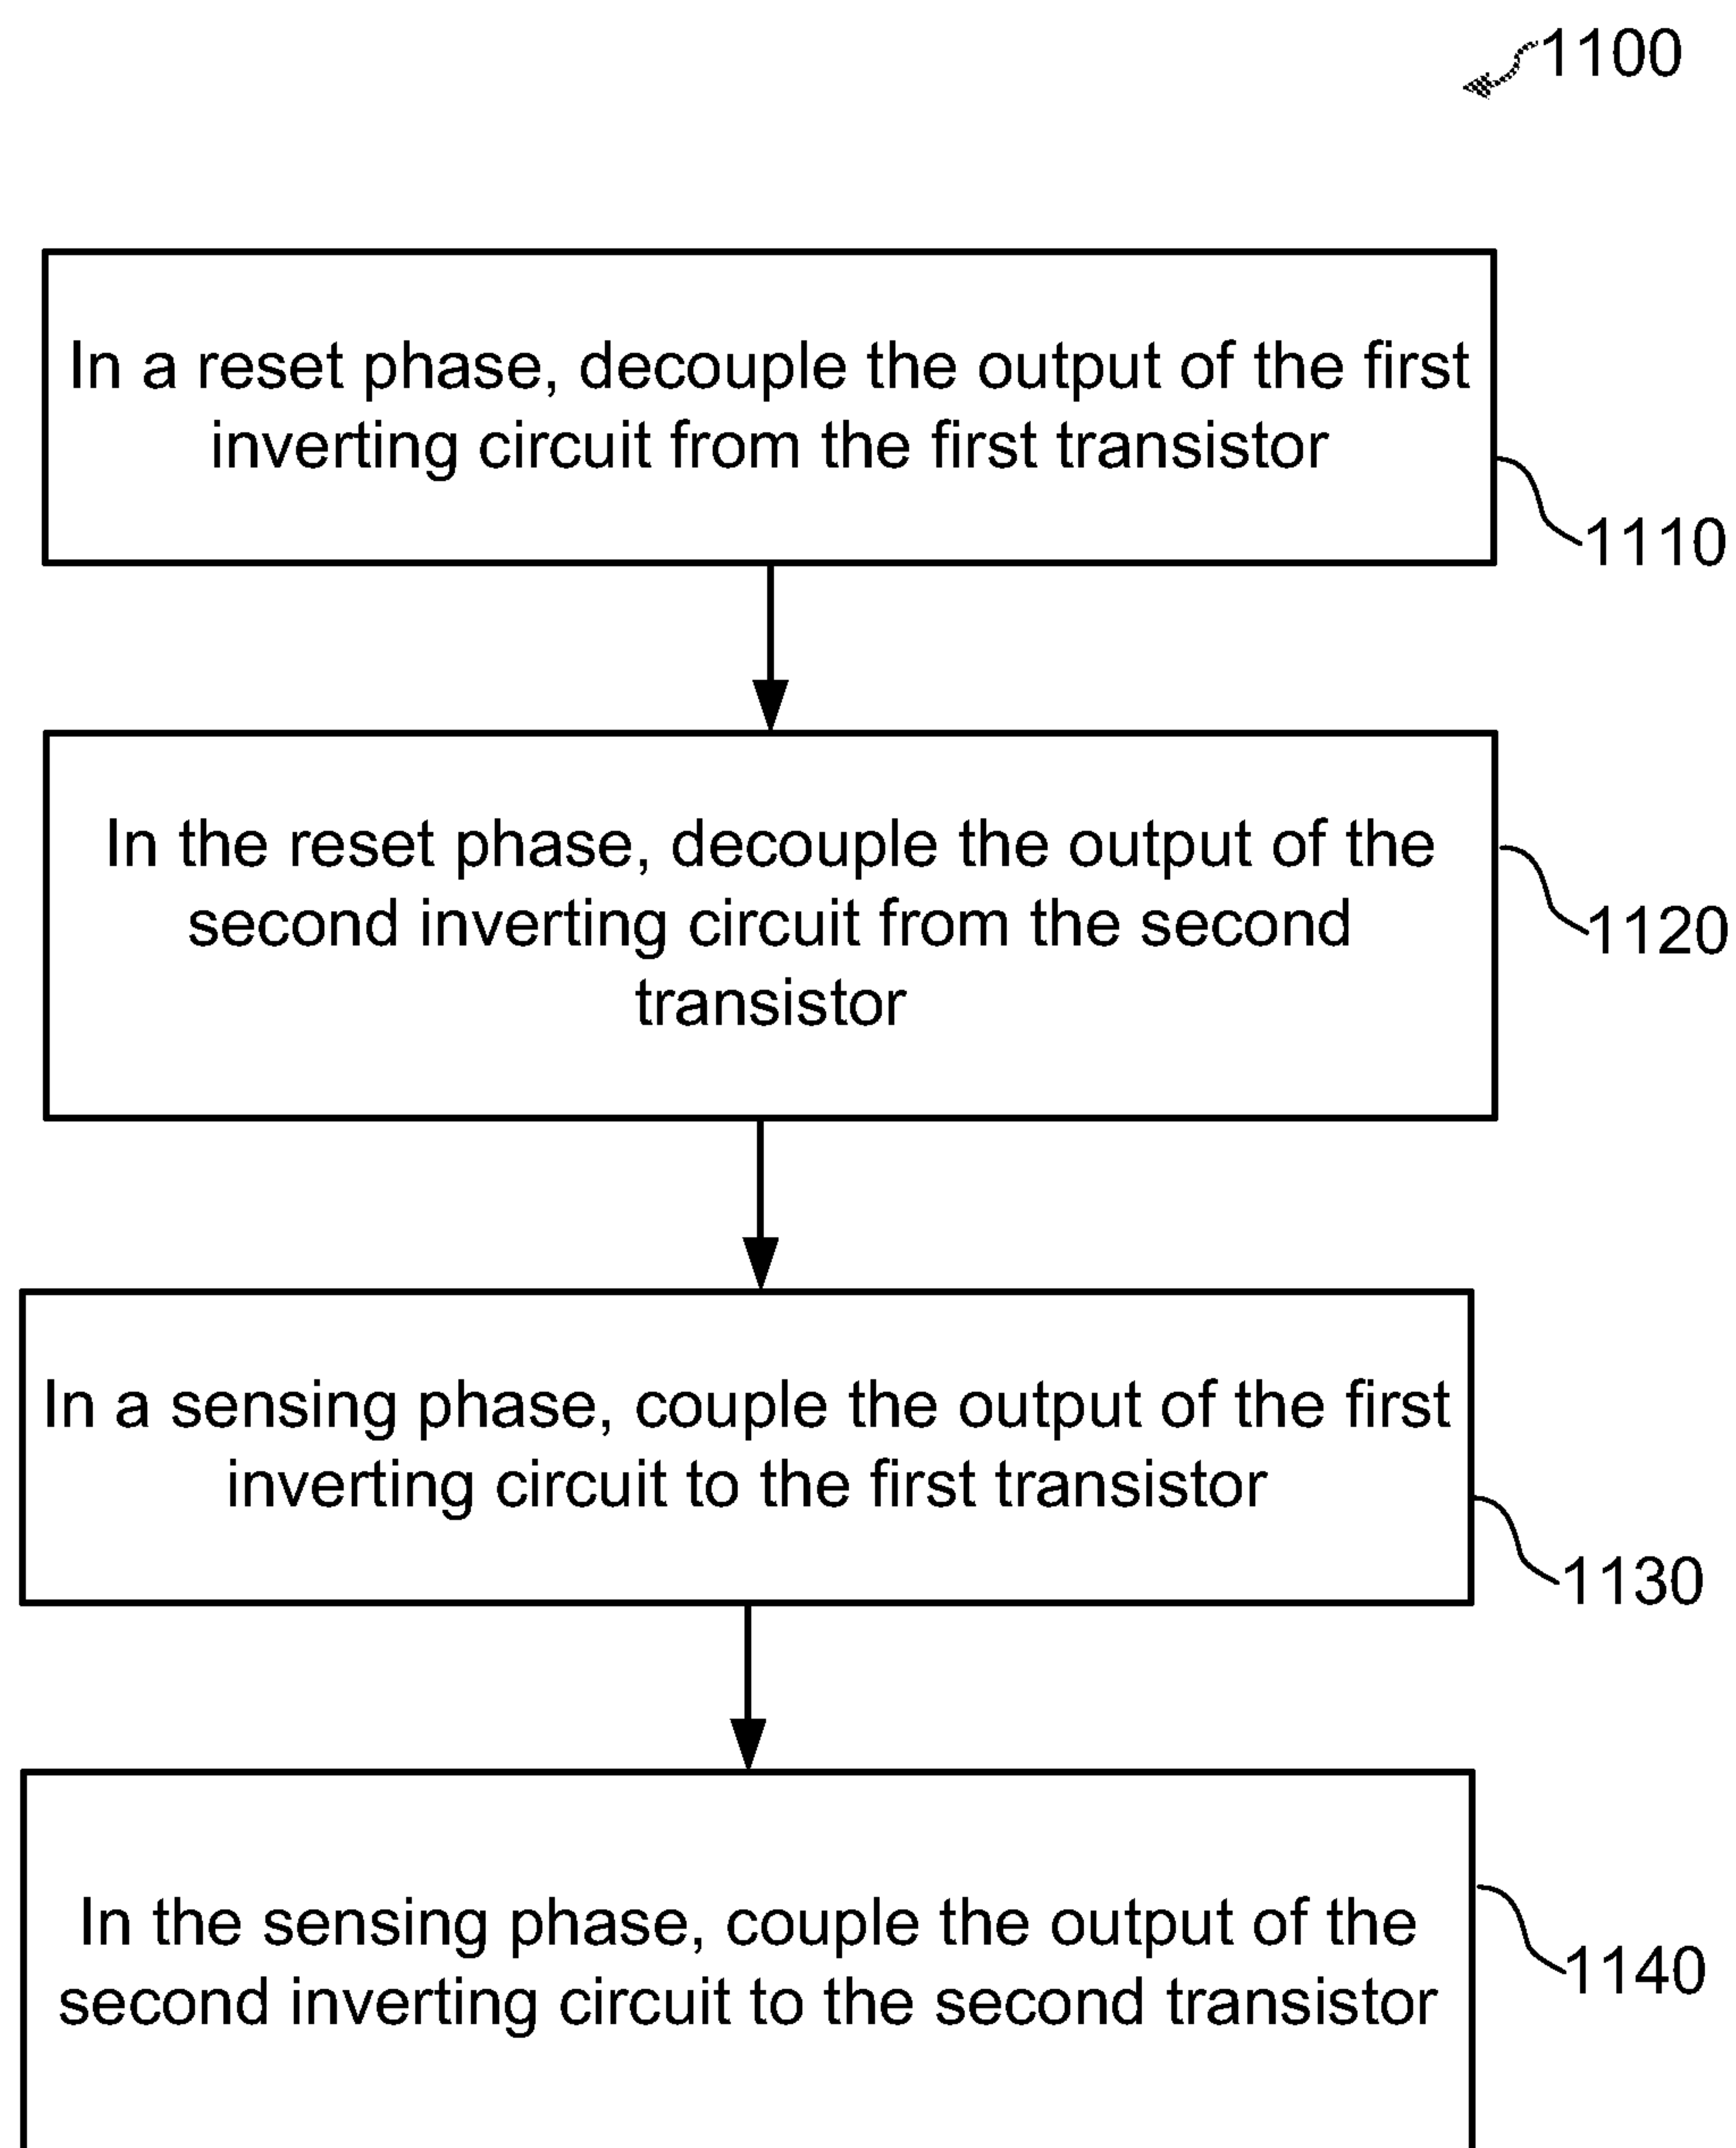 1100
In a reset phase, decouple the output of the first
inverting circuit from the first transistor
1110
In the reset phase, decouple the output of the
second inverting circuit from the second
transistor
1120
In a sensing phase, couple the output of the first
inverting circuit to the first transistor
1130
In the sensing phase, couple the output of the
second inverting circuit to the second transistor
1140